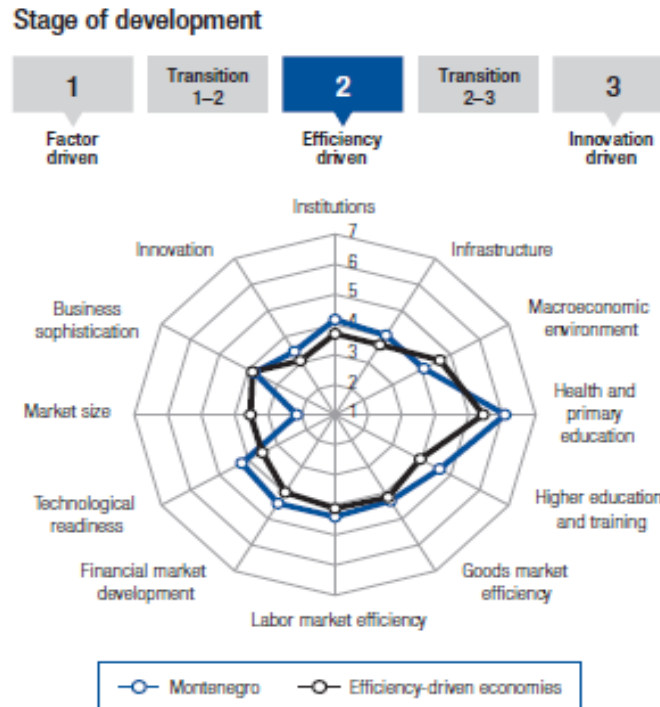 Stage of development
1
Transition
1–2
2
Transition
2–3
3
Factor
driven
Efficiency
driven
Innovation
driven
Institutions
Infrastructure
Macroeconomic
environment
Health and
primary
education
Higher education
and training
Goods market
efficiency
Labor market efficiency
Financial market
development
Technological
readiness
Market size
Business
sophistication
Innovation
7
6
5
4
3
2
1
Montenegro
Efficiency-driven economies